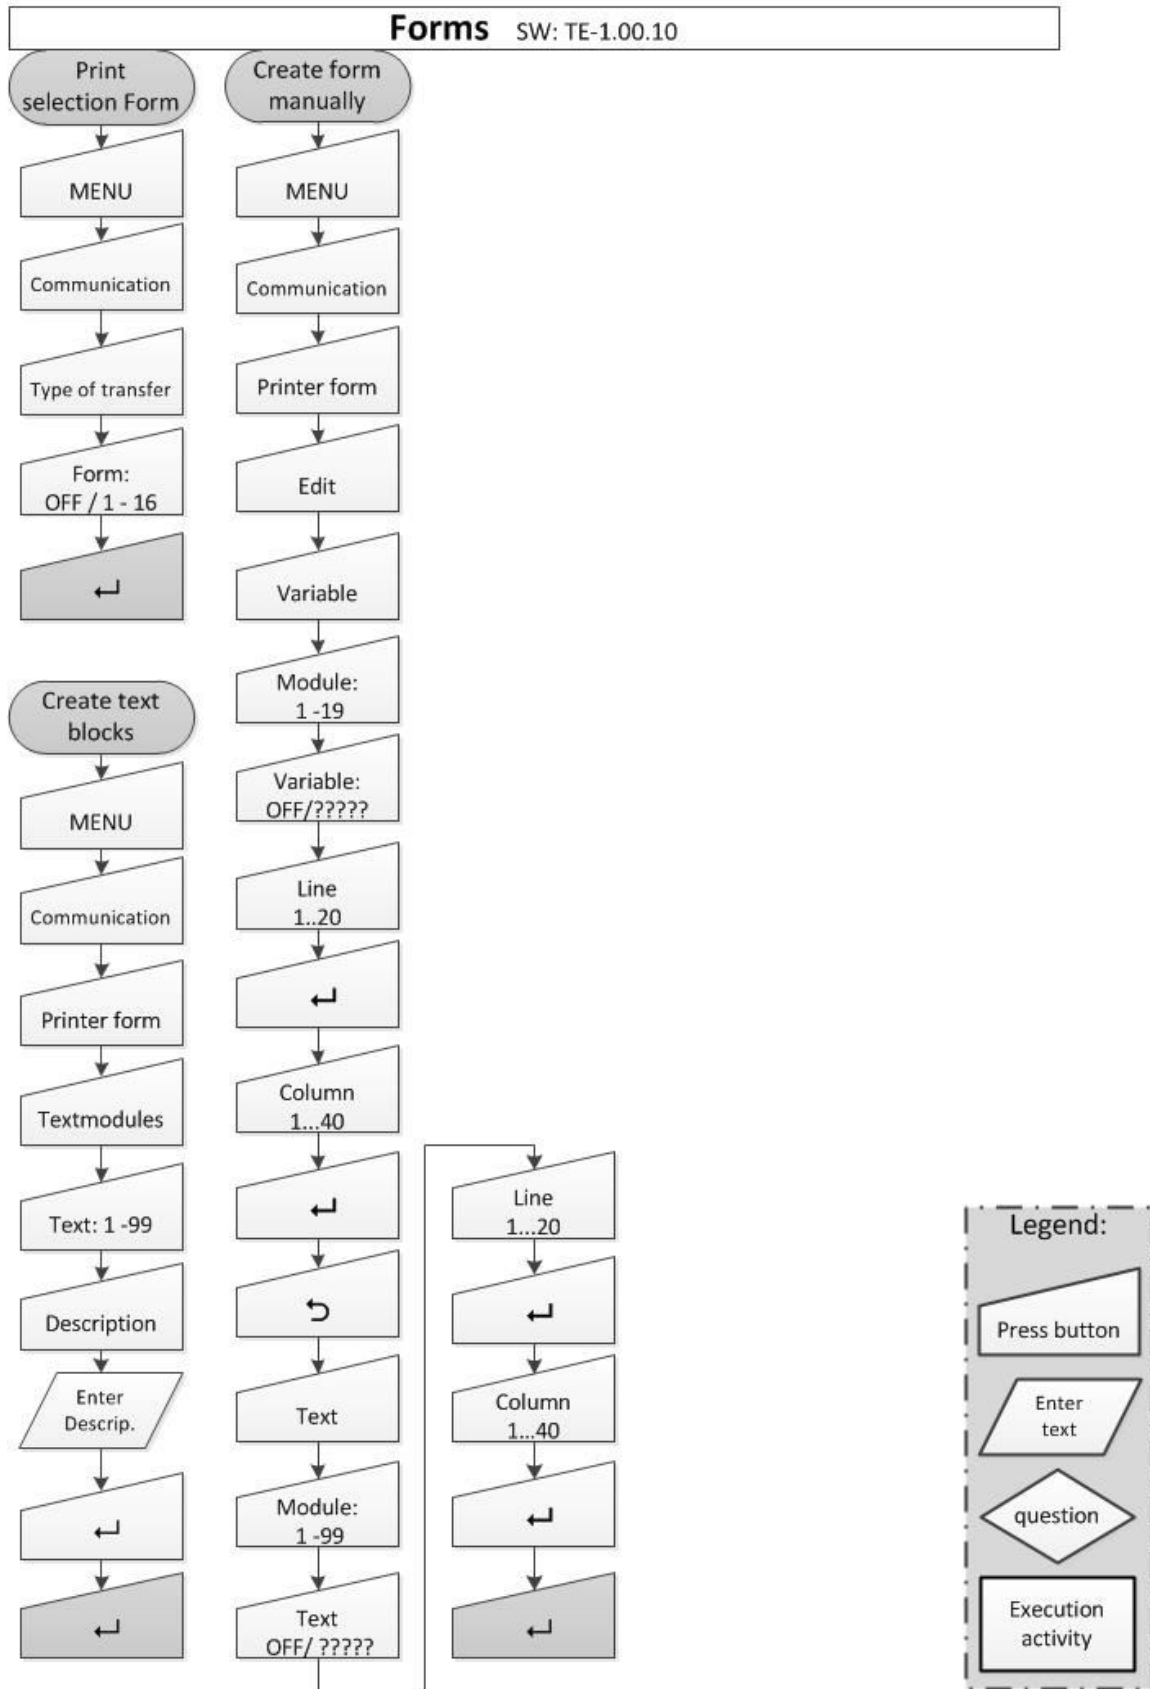 Forms SW: TE-1.00.10
Print
selection Form
MENU
Communication
Type of transfer
Form:
OFF / 1 - 16
↵
Create text
blocks
MENU
Communication
Printer form
Textmodules
Text: 1 -99
Description
Enter
Descrip.
↵
↵
Create form
manually
MENU
Communication
Printer form
Edit
Variable
Module:
1 -19
Variable:
OFF/?????
Line
1..20
↵
Column
1...40
↵
⮌
Text
Module:
1 -99
Text
OFF/ ?????
Line
1...20
↵
Column
1...40
↵
↵
Legend:
Press button
Enter
text
question
Execution
activity